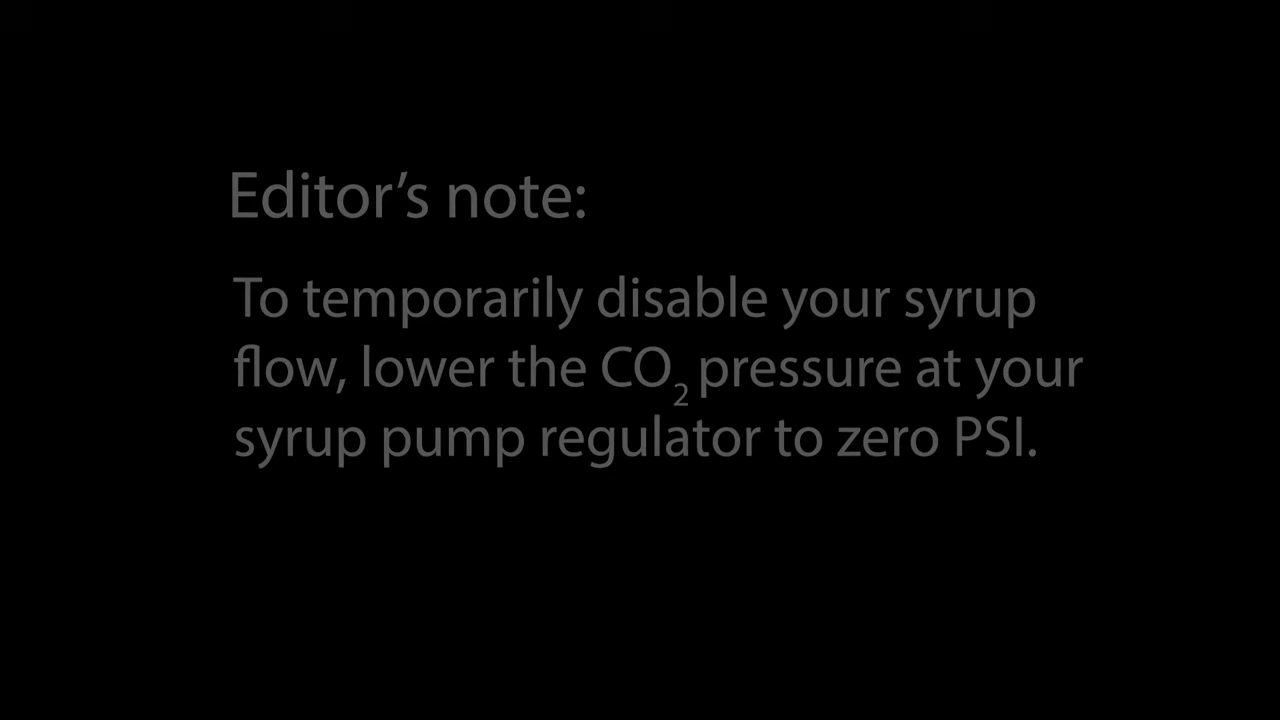 Editor’s note:
To temporarily disable your syrup
flow, lower the CO₂ pressure at your
syrup pump regulator to zero PSI.